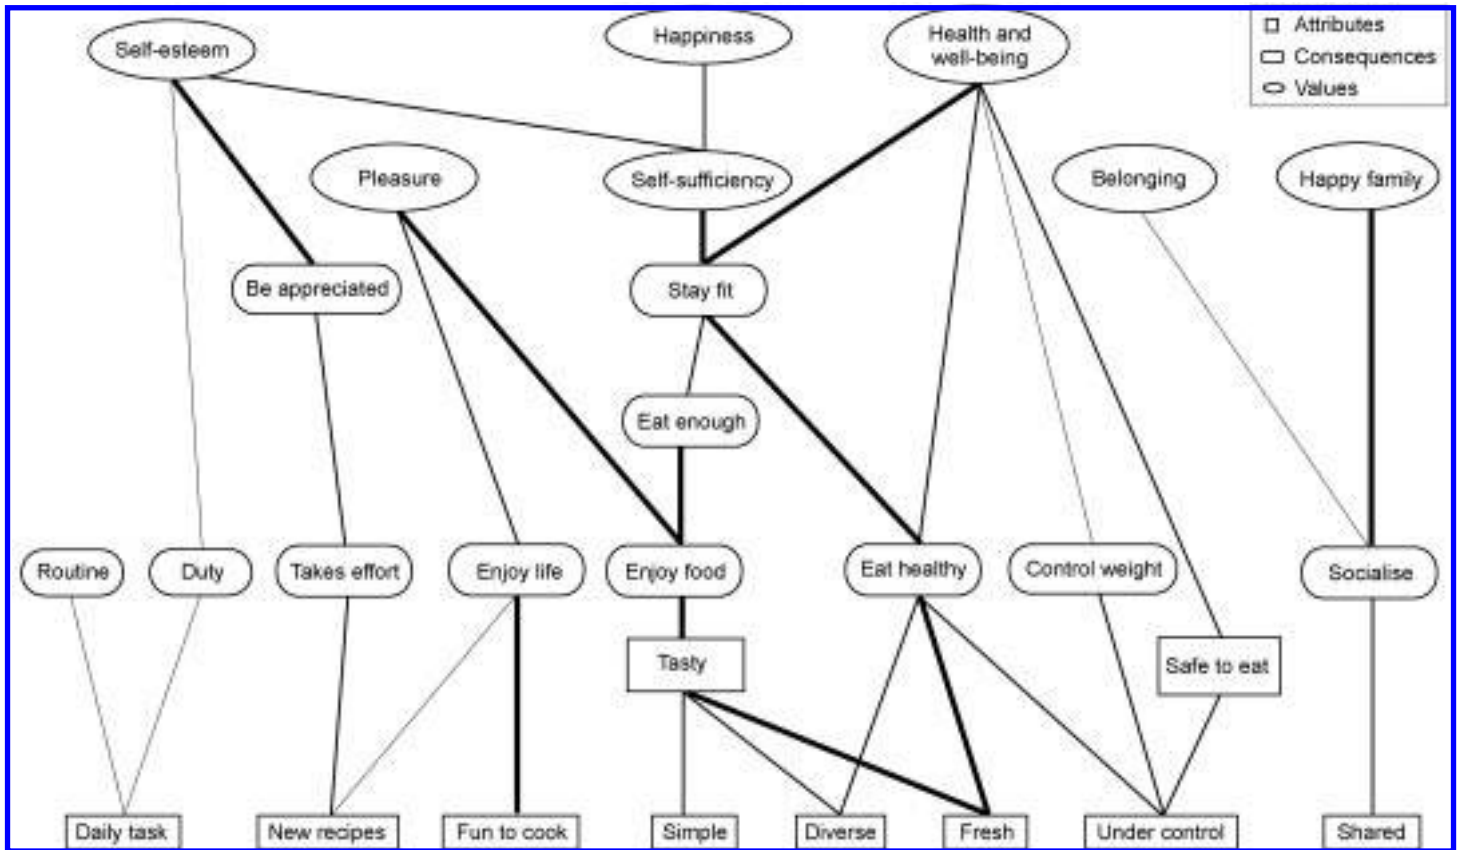 Self-esteem
Happiness
Health and
well-being
Attributes
Consequences
Values
Pleasure
Self-sufficiency
Belonging
Happy family
Be appreciated
Stay fit
Eat enough
Routine
Duty
Takes effort
Enjoy life
Enjoy food
Eat healthy
Control weight
Socialise
Tasty
Safe to eat
Daily task
New recipes
Fun to cook
Simple
Diverse
Fresh
Under control
Shared